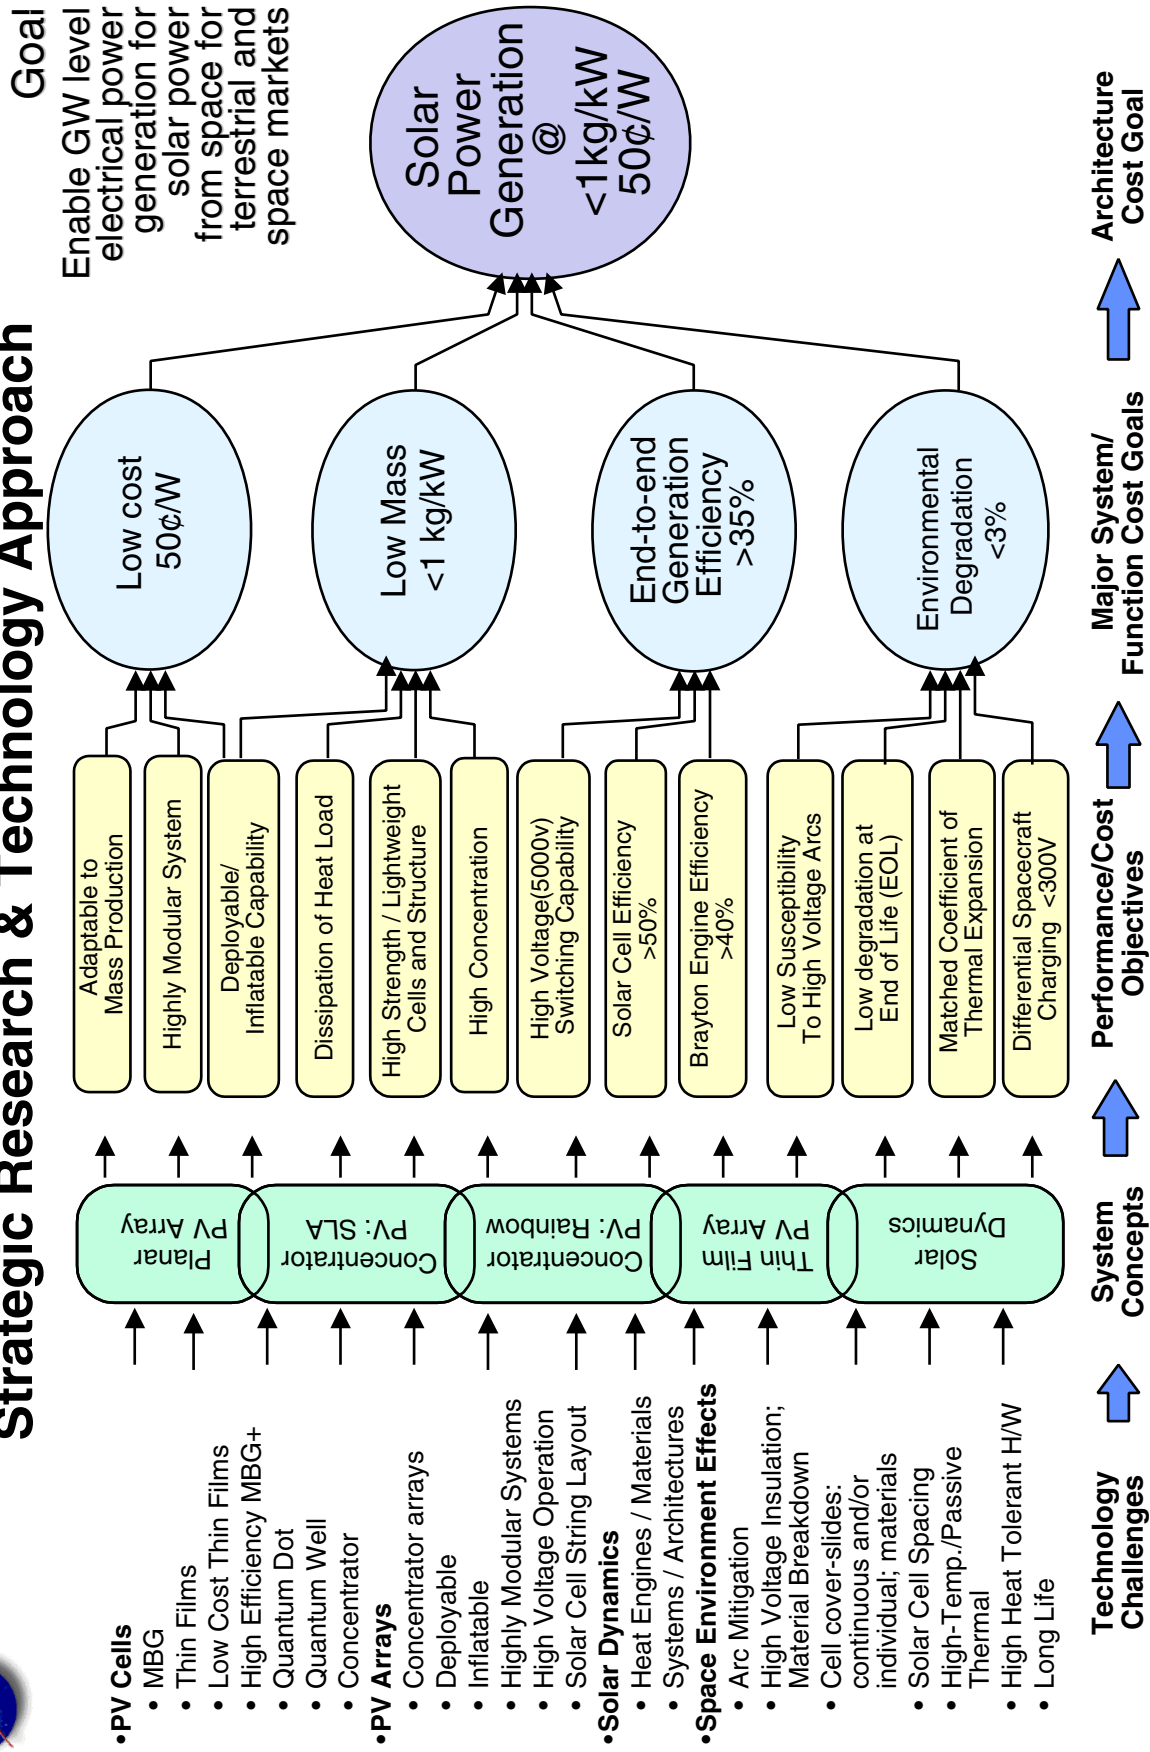 Strategic Research & Technology Approach
Goal
Enable GW level
electrical power
generation for
solar power
from space for
terrestrial and
space markets
•PV Cells
• MBG
• Thin Films
• Low Cost Thin Films
• High Efficiency MBG+
• Quantum Dot
• Quantum Well
• Concentrator
•PV Arrays
• Concentrator arrays
• Deployable
• Inflatable
• Highly Modular Systems
• High Voltage Operation
• Solar Cell String Layout
•Solar Dynamics
• Heat Engines / Materials
• Systems / Architectures
•Space Environment Effects
• Arc Mitigation
• High Voltage Insulation;
Material Breakdown
• Cell cover-slides:
continuous and/or
individual; materials
• Solar Cell Spacing
• High-Temp./Passive
Thermal
• High Heat Tolerant H/W
• Long Life
Planar
PV Array
Concentrator
PV: SLA
Concentrator
PV: Rainbow
Thin Film
PV Array
Solar
Dynamics
Adaptable to
Mass Production
Highly Modular System
Deployable/
Inflatable Capability
Dissipation of Heat Load
High Strength / Lightweight
Cells and Structure
High Concentration
High Voltage(5000v)
Switching Capability
Solar Cell Efficiency
>50%
Brayton Engine Efficiency
>40%
Low Susceptibility
To High Voltage Arcs
Low degradation at
End of Life (EOL)
Matched Coefficient of
Thermal Expansion
Differential Spacecraft
Charging <300V
Low cost
50¢/W
Low Mass
<1 kg/kW
End-to-end
Generation
Efficiency
>35%
Environmental
Degradation
<3%
Solar
Power
Generation
@
<1kg/kW
50¢/W
Technology
Challenges
System
Concepts
Performance/Cost
Objectives
Major System/
Function Cost Goals
Architecture
Cost Goal